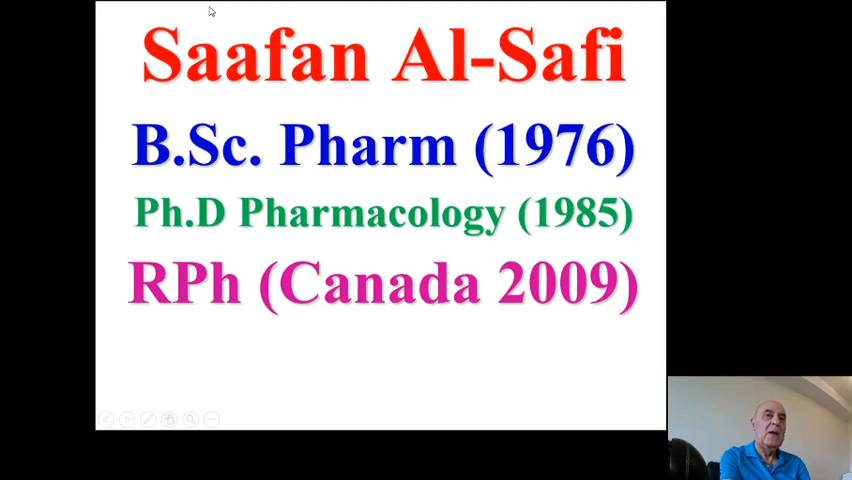 Saafan Al-Safi
B.Sc. Pharm (1976)
Ph.D Pharmacology (1985)
RPh (Canada 2009)